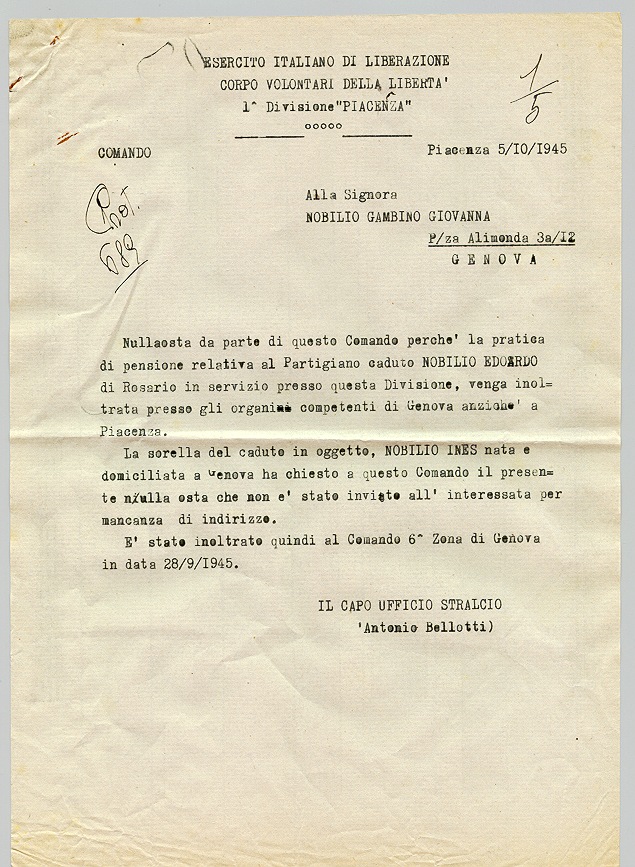 ESERCITO ITALIANO DI LIBERAZIONE
CORPO VOLONTARI DELLA LIBERTA'
1^ Divisione"PIACENZA"
ooooo
1/5
COMANDO
Piacenza 5/IO/1945
Prot.
689
Alla Signora
NOBILIO GAMBINO GIOVANNA
P/za Alimonda 3a/I2
G E N O V A
Nullaosta da parte di questo Comando perche' la pratica
di pensione relativa al Partigiano caduto NOBILIO EDOARDO
di Rosario in servizio presso questa Divisione, venga inol=
trata presso gli organi competenti di Genova anziche' a
Piacenza.
La sorella del caduto in oggetto, NOBILIO INES nata e
domiciliata a Genova ha chiesto a questo Comando il presen=
te nulla osta che non e' stato inviato all' interessata per
mancanza di indirizzo.
E' stato inoltrato quindi al Comando 6^ Zona di Genova
in data 28/9/1945.
IL CAPO UFFICIO STRALCIO
'Antonio Bellotti)